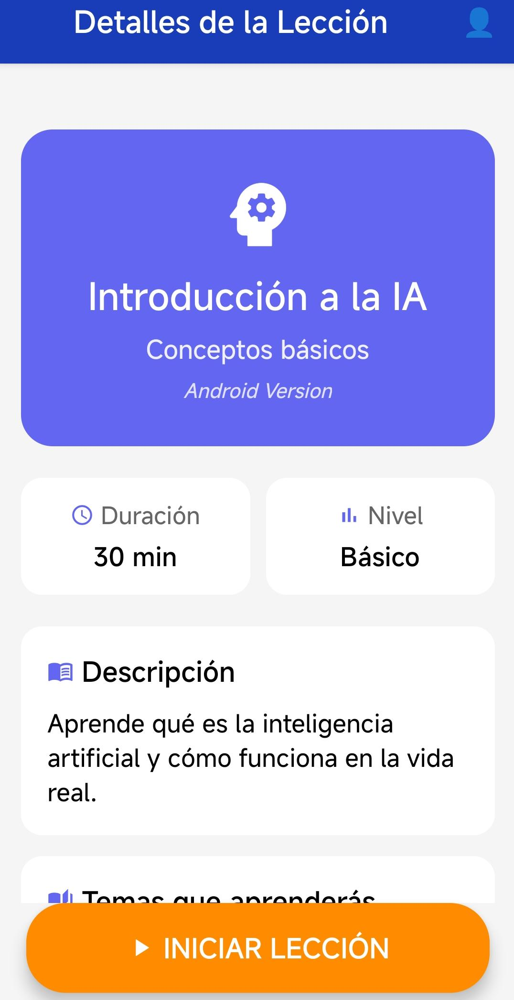 Detalles de la Lección
Introducción a la IA
Conceptos básicos
Android Version
Duración
30 min
Nivel
Básico
Descripción
Aprende qué es la inteligencia
artificial y cómo funciona en la vida
real.
Temas que aprenderás
INICIAR LECCIÓN